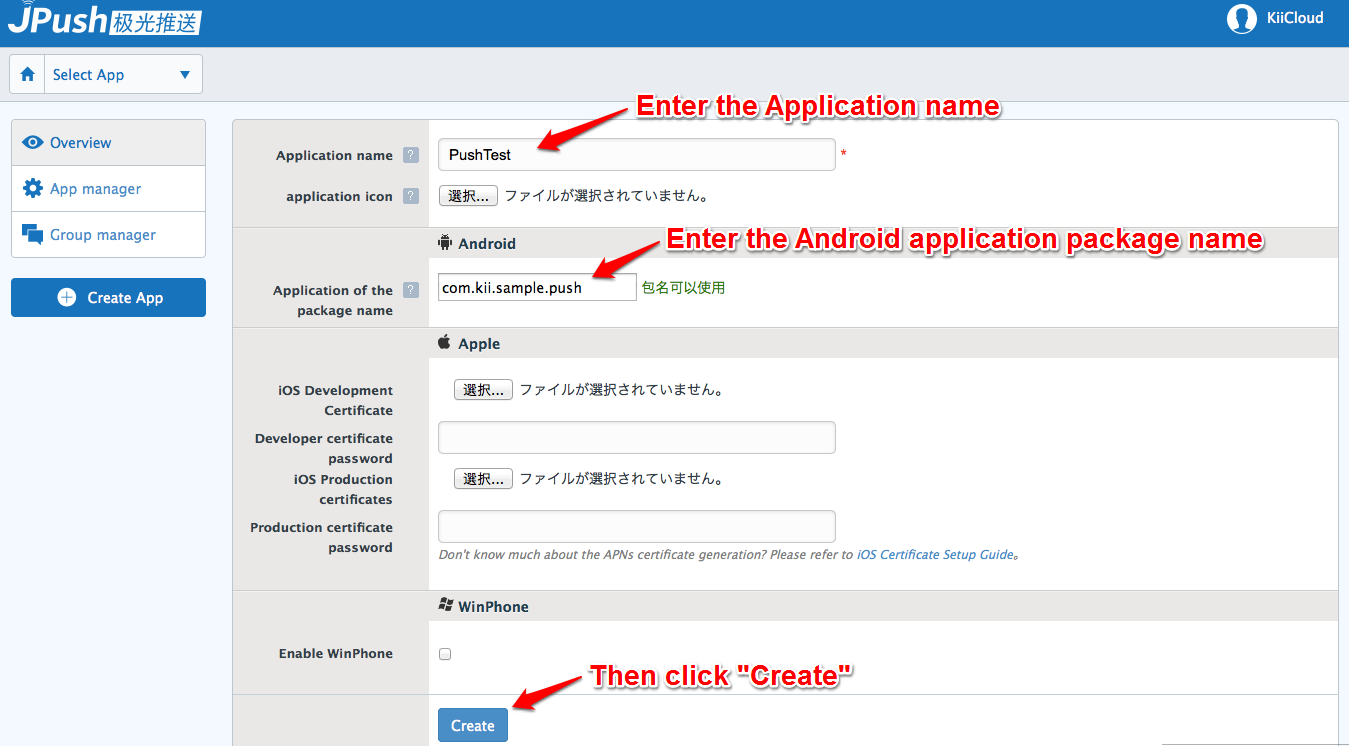 JPush极光推送
KiiCloud
Select App
Overview
App manager
Group manager
Create App
Enter the Application name
Application name ? PushTest *
application icon ? 選択... ファイルが選択されていません。
Android
Enter the Android application package name
Application of the package name ? com.kii.sample.push 包名可以使用
Apple
iOS Development
Certificate
選択... ファイルが選択されていません。
Developer certificate
password
iOS Production
certificates
選択... ファイルが選択されていません。
Production certificate
password
Don't know much about the APNs certificate generation? Please refer to iOS Certificate Setup Guide。
WinPhone
Enable WinPhone
Then click "Create"
Create